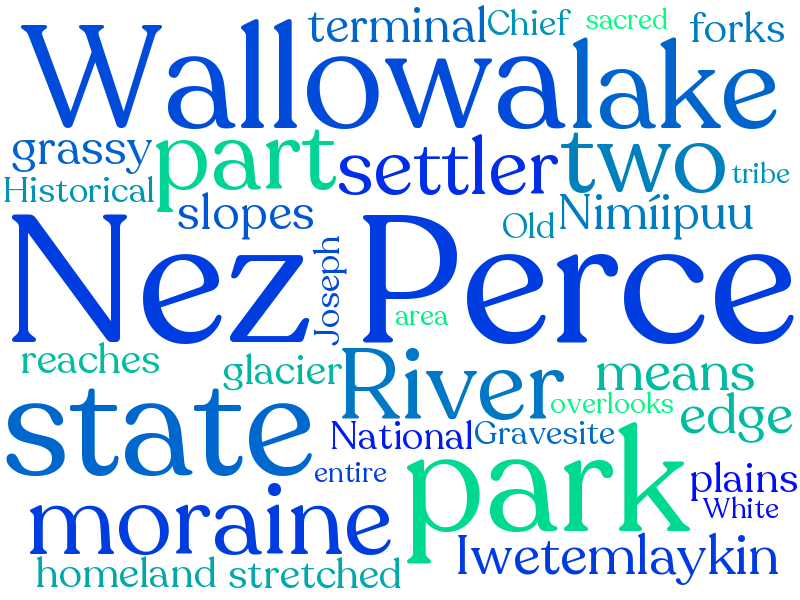 terminal Chief sacred forks
Wallowa lake
grassy part settler two tribe
Historical slopes Old Nimíipuu
Nez Perce
Joseph area
reaches glacier River means
state overlooks edge
National Gravesite
entire park plains
moraine White
Iwetemlaykin
homeland stretched